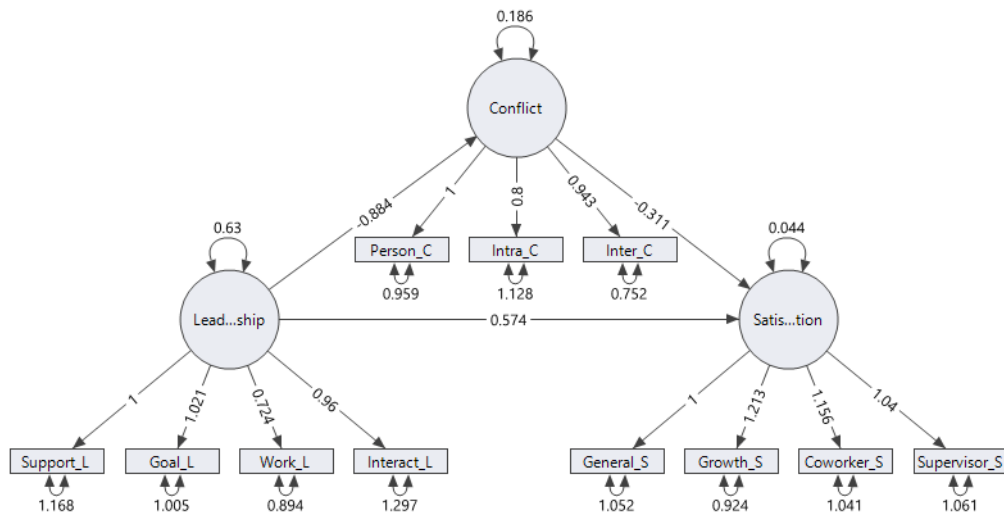 0.186
Conflict
-0.884
1
0.8
0.943
-0.311
0.63
Person_C
Intra_C
Inter_C
0.044
0.959
1.128
0.752
Lead...ship
0.574
Satis...tion
1
1.021
0.724
0.96
1
1.213
1.156
1.04
Support_L
Goal_L
Work_L
Interact_L
General_S
Growth_S
Coworker_S
Supervisor_S
1.168
1.005
0.894
1.297
1.052
0.924
1.041
1.061